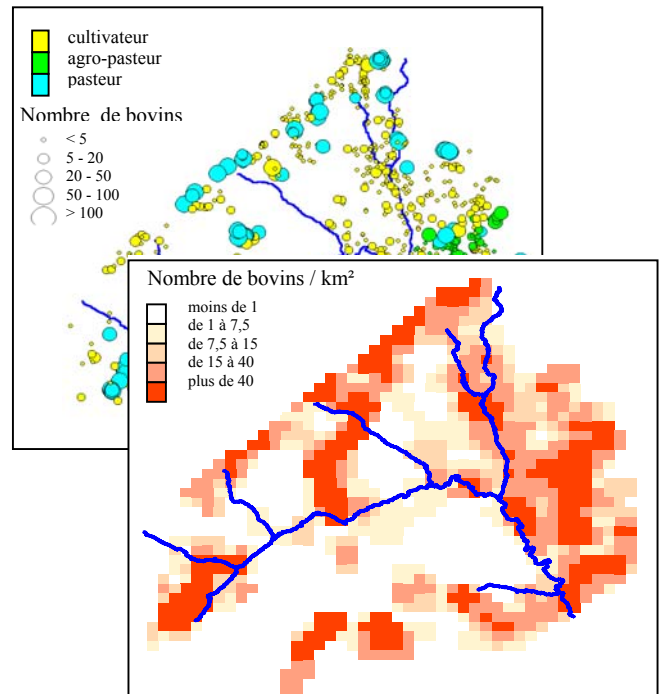 cultivateur
agro-pasteur
pasteur
Nombre de bovins
< 5
5 - 20
20 - 50
50 - 100
> 100
Nombre de bovins / km²
moins de 1
de 1 à 7,5
de 7,5 à 15
de 15 à 40
plus de 40